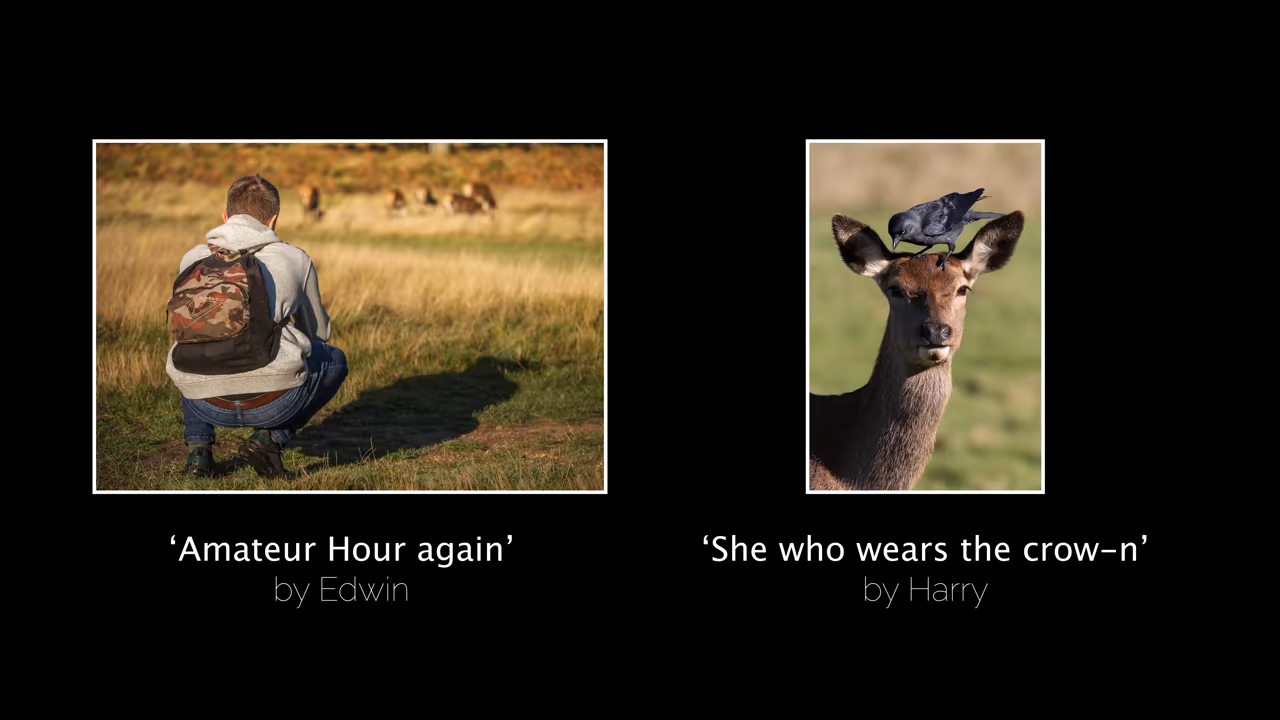 ‘Amateur Hour again’
by Edwin
‘She who wears the crow-n’
by Harry